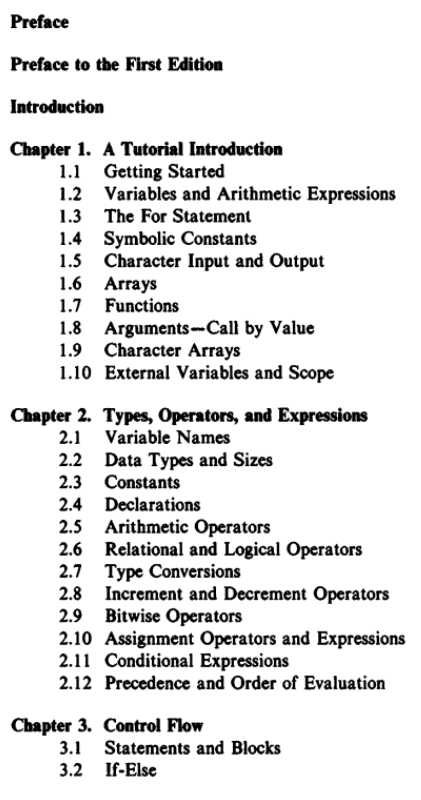 Preface
Preface to the First Edition
Introduction
Chapter 1. A Tutorial Introduction
1.1 Getting Started
1.2 Variables and Arithmetic Expressions
1.3 The For Statement
1.4 Symbolic Constants
1.5 Character Input and Output
1.6 Arrays
1.7 Functions
1.8 Arguments—Call by Value
1.9 Character Arrays
1.10 External Variables and Scope
Chapter 2. Types, Operators, and Expressions
2.1 Variable Names
2.2 Data Types and Sizes
2.3 Constants
2.4 Declarations
2.5 Arithmetic Operators
2.6 Relational and Logical Operators
2.7 Type Conversions
2.8 Increment and Decrement Operators
2.9 Bitwise Operators
2.10 Assignment Operators and Expressions
2.11 Conditional Expressions
2.12 Precedence and Order of Evaluation
Chapter 3. Control Flow
3.1 Statements and Blocks
3.2 If-Else